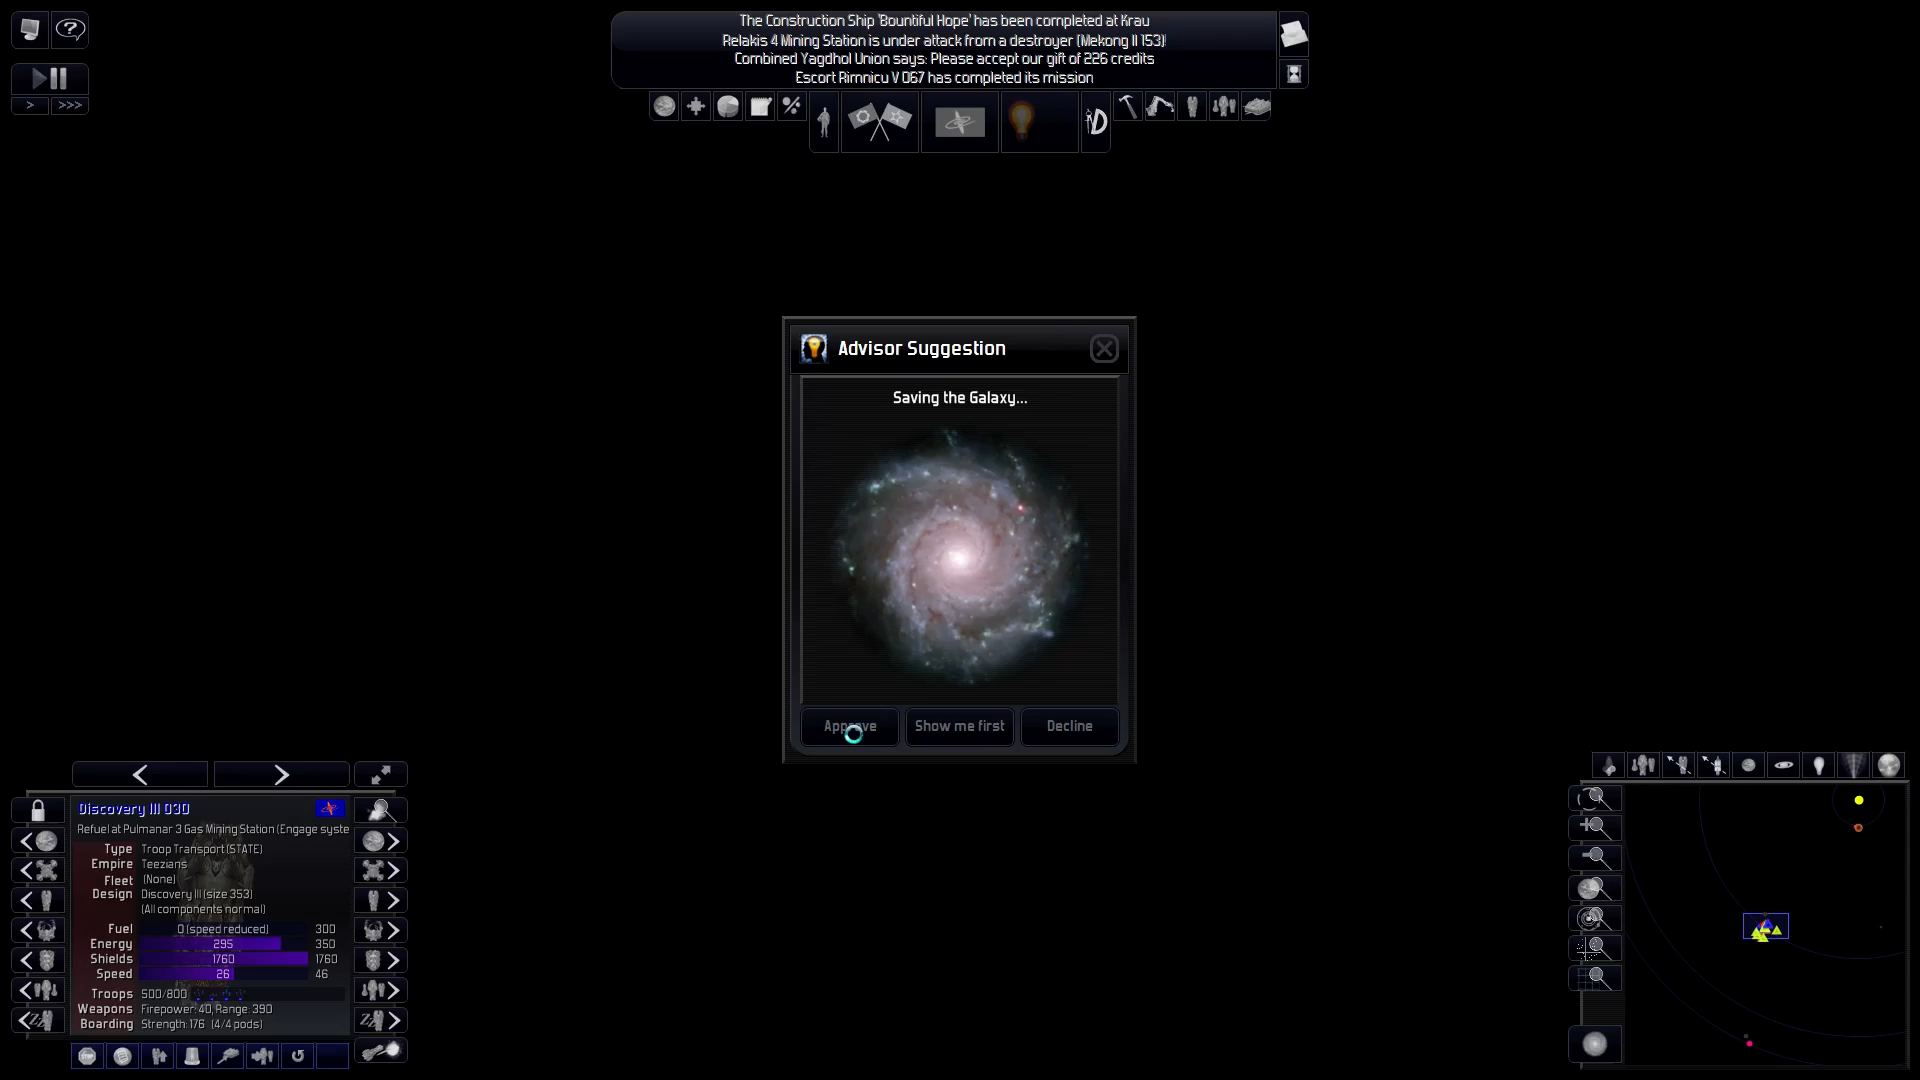 The Construction Ship 'Bountiful Hope' has been completed at Krau
Relakis 4 Mining Station is under attack from a destroyer (Mekong II 153)!
Combined Yagdhol Union says: Please accept our gift of 226 credits
Escort Rimnicu V 067 has completed its mission
Advisor Suggestion
Saving the Galaxy...
Approve
Show me first
Decline
Discovery III 030
Refuel at Pulmanar 3 Gas Mining Station (Engage syste
Type Troop Transport (STATE)
Empire Teezians
Fleet (None)
Design Discovery III (size 353)
(All components normal)
Fuel 0 (speed reduced) 300
Energy 295 350
Shields 1760 1760
Speed 26 46
Troops 500/800
Weapons Firepower: 40, Range: 390
Boarding Strength: 176 (4/4 pods)
STOP